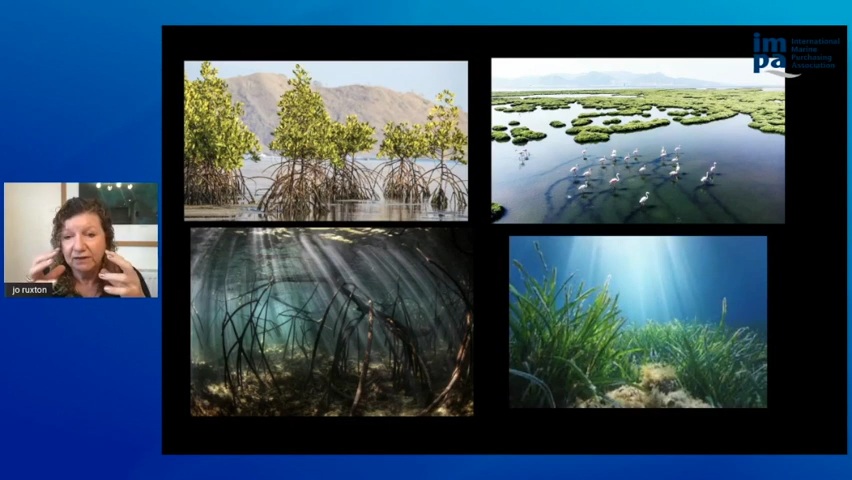 impa International
Marine
Purchasing
Association
jo ruxton